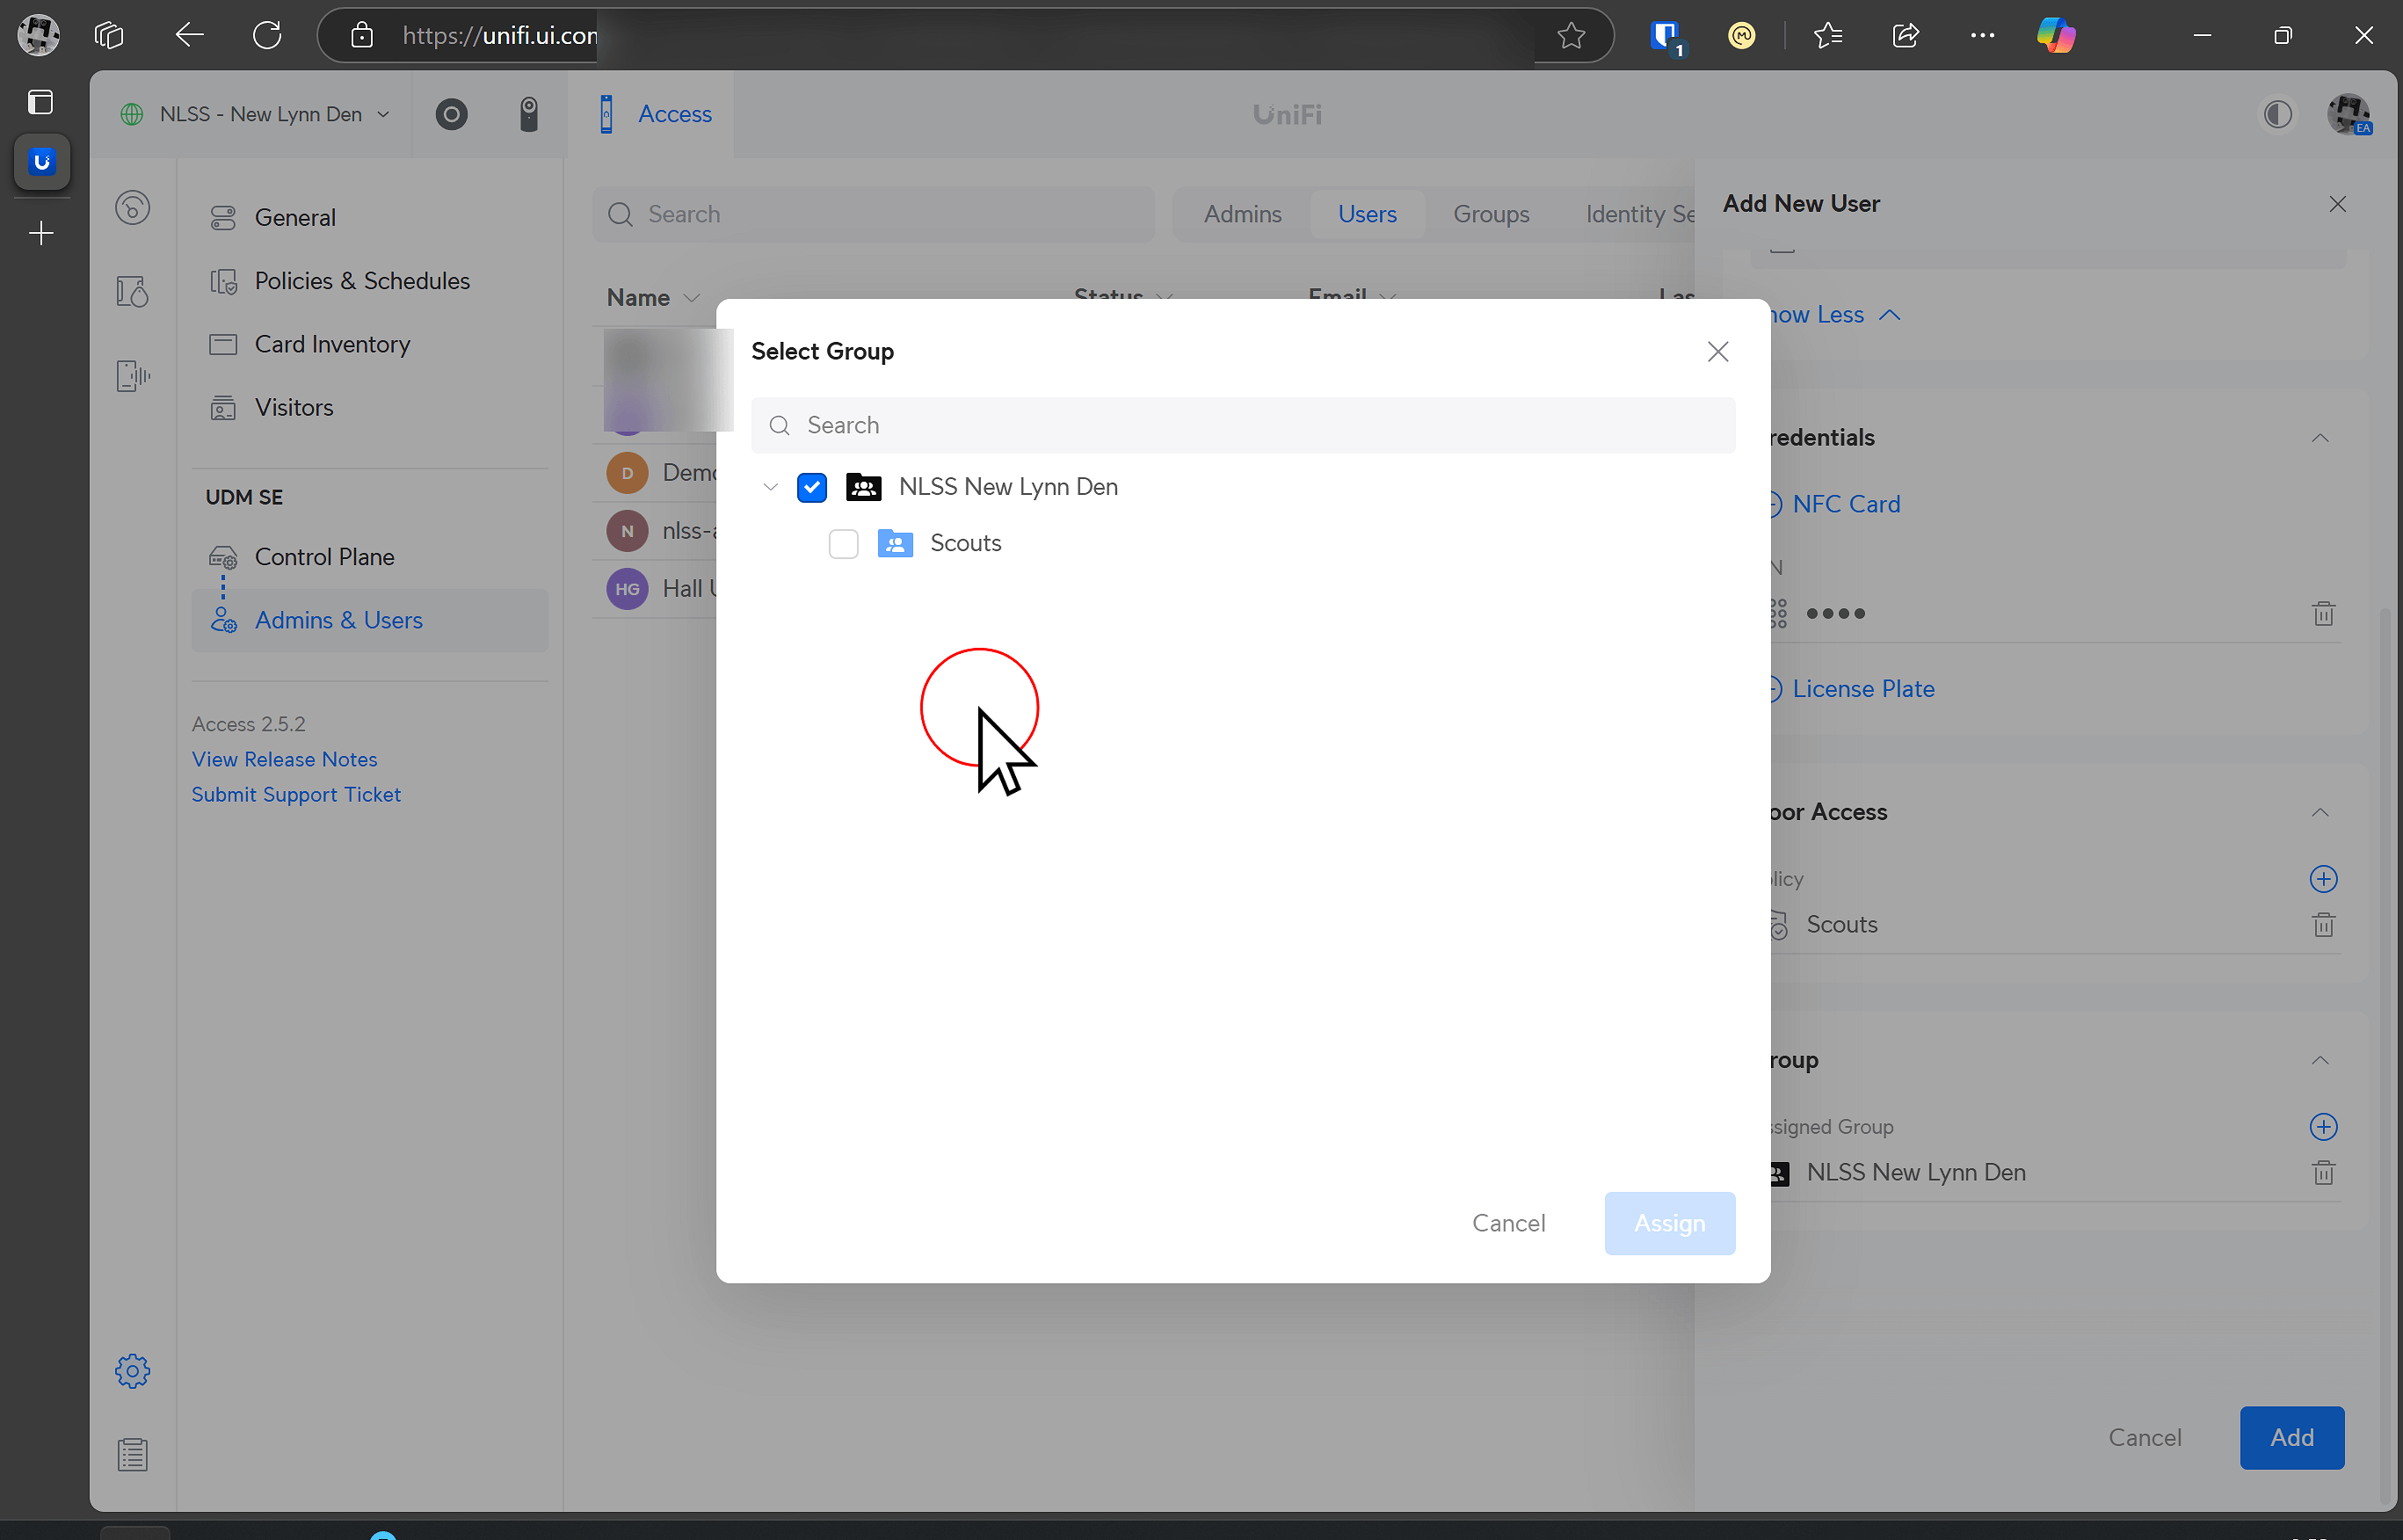 https://unifi.ui.com
1
NLSS - New Lynn Den
Access
UniFi
EA
General
Policies & Schedules
Card Inventory
Visitors
UDM SE
Control Plane
Admins & Users
Access 2.5.2
View Release Notes
Submit Support Ticket
Search
Admins
Users
Groups
Identity Se
Name
Status
Email
Las
D
Demo
N
nlss-a
HG
Hall U
Select Group
Search
NLSS New Lynn Den
Scouts
Cancel
Assign
Add New User
how Less
redentials
NFC Card
N
License Plate
oor Access
licy
Scouts
roup
ssigned Group
NLSS New Lynn Den
Cancel
Add